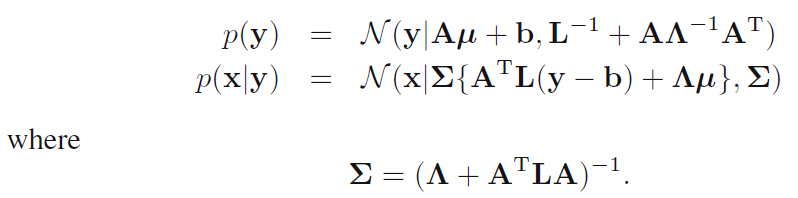 p(y) = 𝒩(y|Aμ + b, L⁻¹ + AΛ⁻¹Aᵀ)
p(x|y) = 𝒩(x|Σ{AᵀL(y − b) + Λμ}, Σ)
where
Σ = (Λ + AᵀLA)⁻¹.